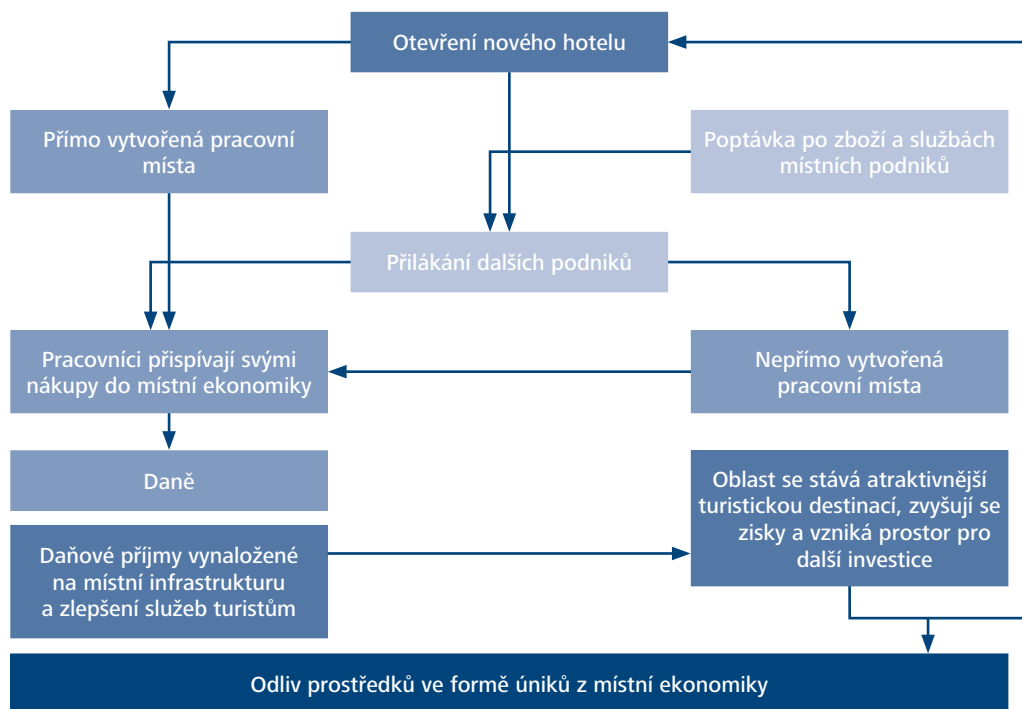 Otevření nového hotelu
Přímo vytvořená pracovní
místa
Poptávka po zboží a službách
místních podniků
Přilákání dalších podniků
Pracovníci přispívají svými
nákupy do místní ekonomiky
Nepřímo vytvořená
pracovní místa
Daně
Oblast se stává atraktivnější
turistickou destinací, zvyšují se
zisky a vzniká prostor pro
další investice
Daňové příjmy vynaložené
na místní infrastrukturu
a zlepšení služeb turistům
Odliv prostředků ve formě úniků z místní ekonomiky